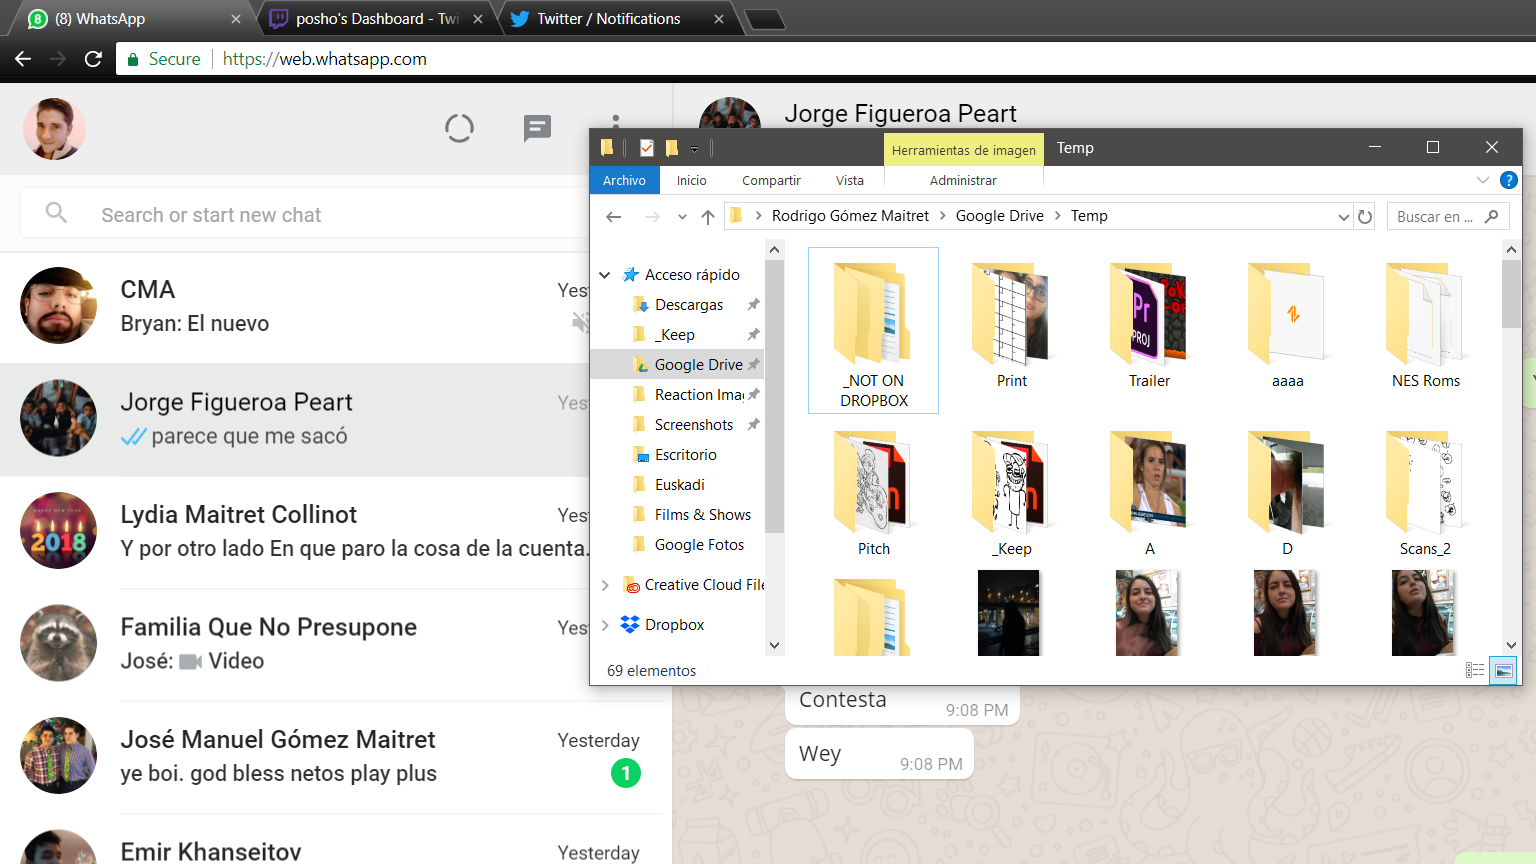 (8) WhatsApp
posho's Dashboard - Twi
Twitter / Notifications
Secure
https://web.whatsapp.com
Jorge Figueroa Peart
Search or start new chat
CMA
Yes
Bryan: El nuevo
Jorge Figueroa Peart
Yes
parece que me sacó
HAPPY NEW YEAR
2018
Lydia Maitret Collinot
Yes
Y por otro lado En que paro la cosa de la cuenta.
Familia Que No Presupone
Yes
José: Video
José Manuel Gómez Maitret
Yesterday
ye boi. god bless netos play plus
1
Emir Khanseitov
Yesterday
Herramientas de imagen
Temp
Archivo
Inicio
Compartir
Vista
Administrar
?
Rodrigo Gómez Maitret
Google Drive
Temp
Buscar en ...
Acceso rápido
Descargas
_Keep
Google Drive
Reaction Ima
Screenshots
Escritorio
Euskadi
Films & Shows
Google Fotos
Creative Cloud File
Dropbox
_NOT ON
DROPBOX
Print
Pr
PROJ
Trailer
aaaa
NES Roms
Pitch
_Keep
A
D
Scans_2
69 elementos
Contesta
9:08 PM
Wey
9:08 PM